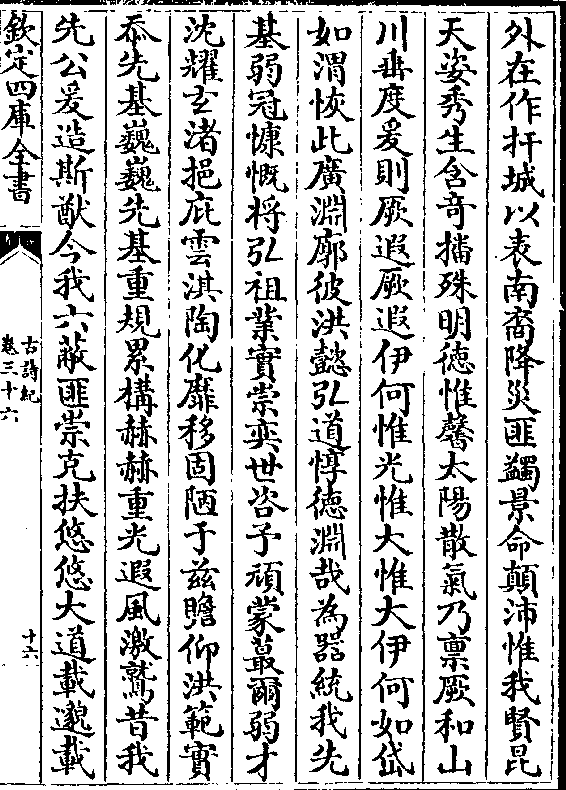 外在作扞城以表南裔降災匪蠲景命顛沛惟我賢昆
天姿秀生含竒播殊明徳惟馨太陽散氣乃禀厥和山
川垂度爰則厥遐厥遐伊何惟光惟大惟大伊何如岱
如渭恢此廣淵廓彼洪懿弘道惇德淵哉為器統我先
基弱冠慷慨将弘祖業實崇奕世咨予頑蒙蕞爾弱才
沈耀玄渚挹庇雲淇陶化靡移固陋于兹瞻仰洪範實
忝先基巍巍先基重規累構赫赫重光遐風激鶩昔我
先公爰造斯猷今我六蔽匪崇克扶悠悠大道載邈載
欽定四庫全書
古詩紀
卷三十六
十六